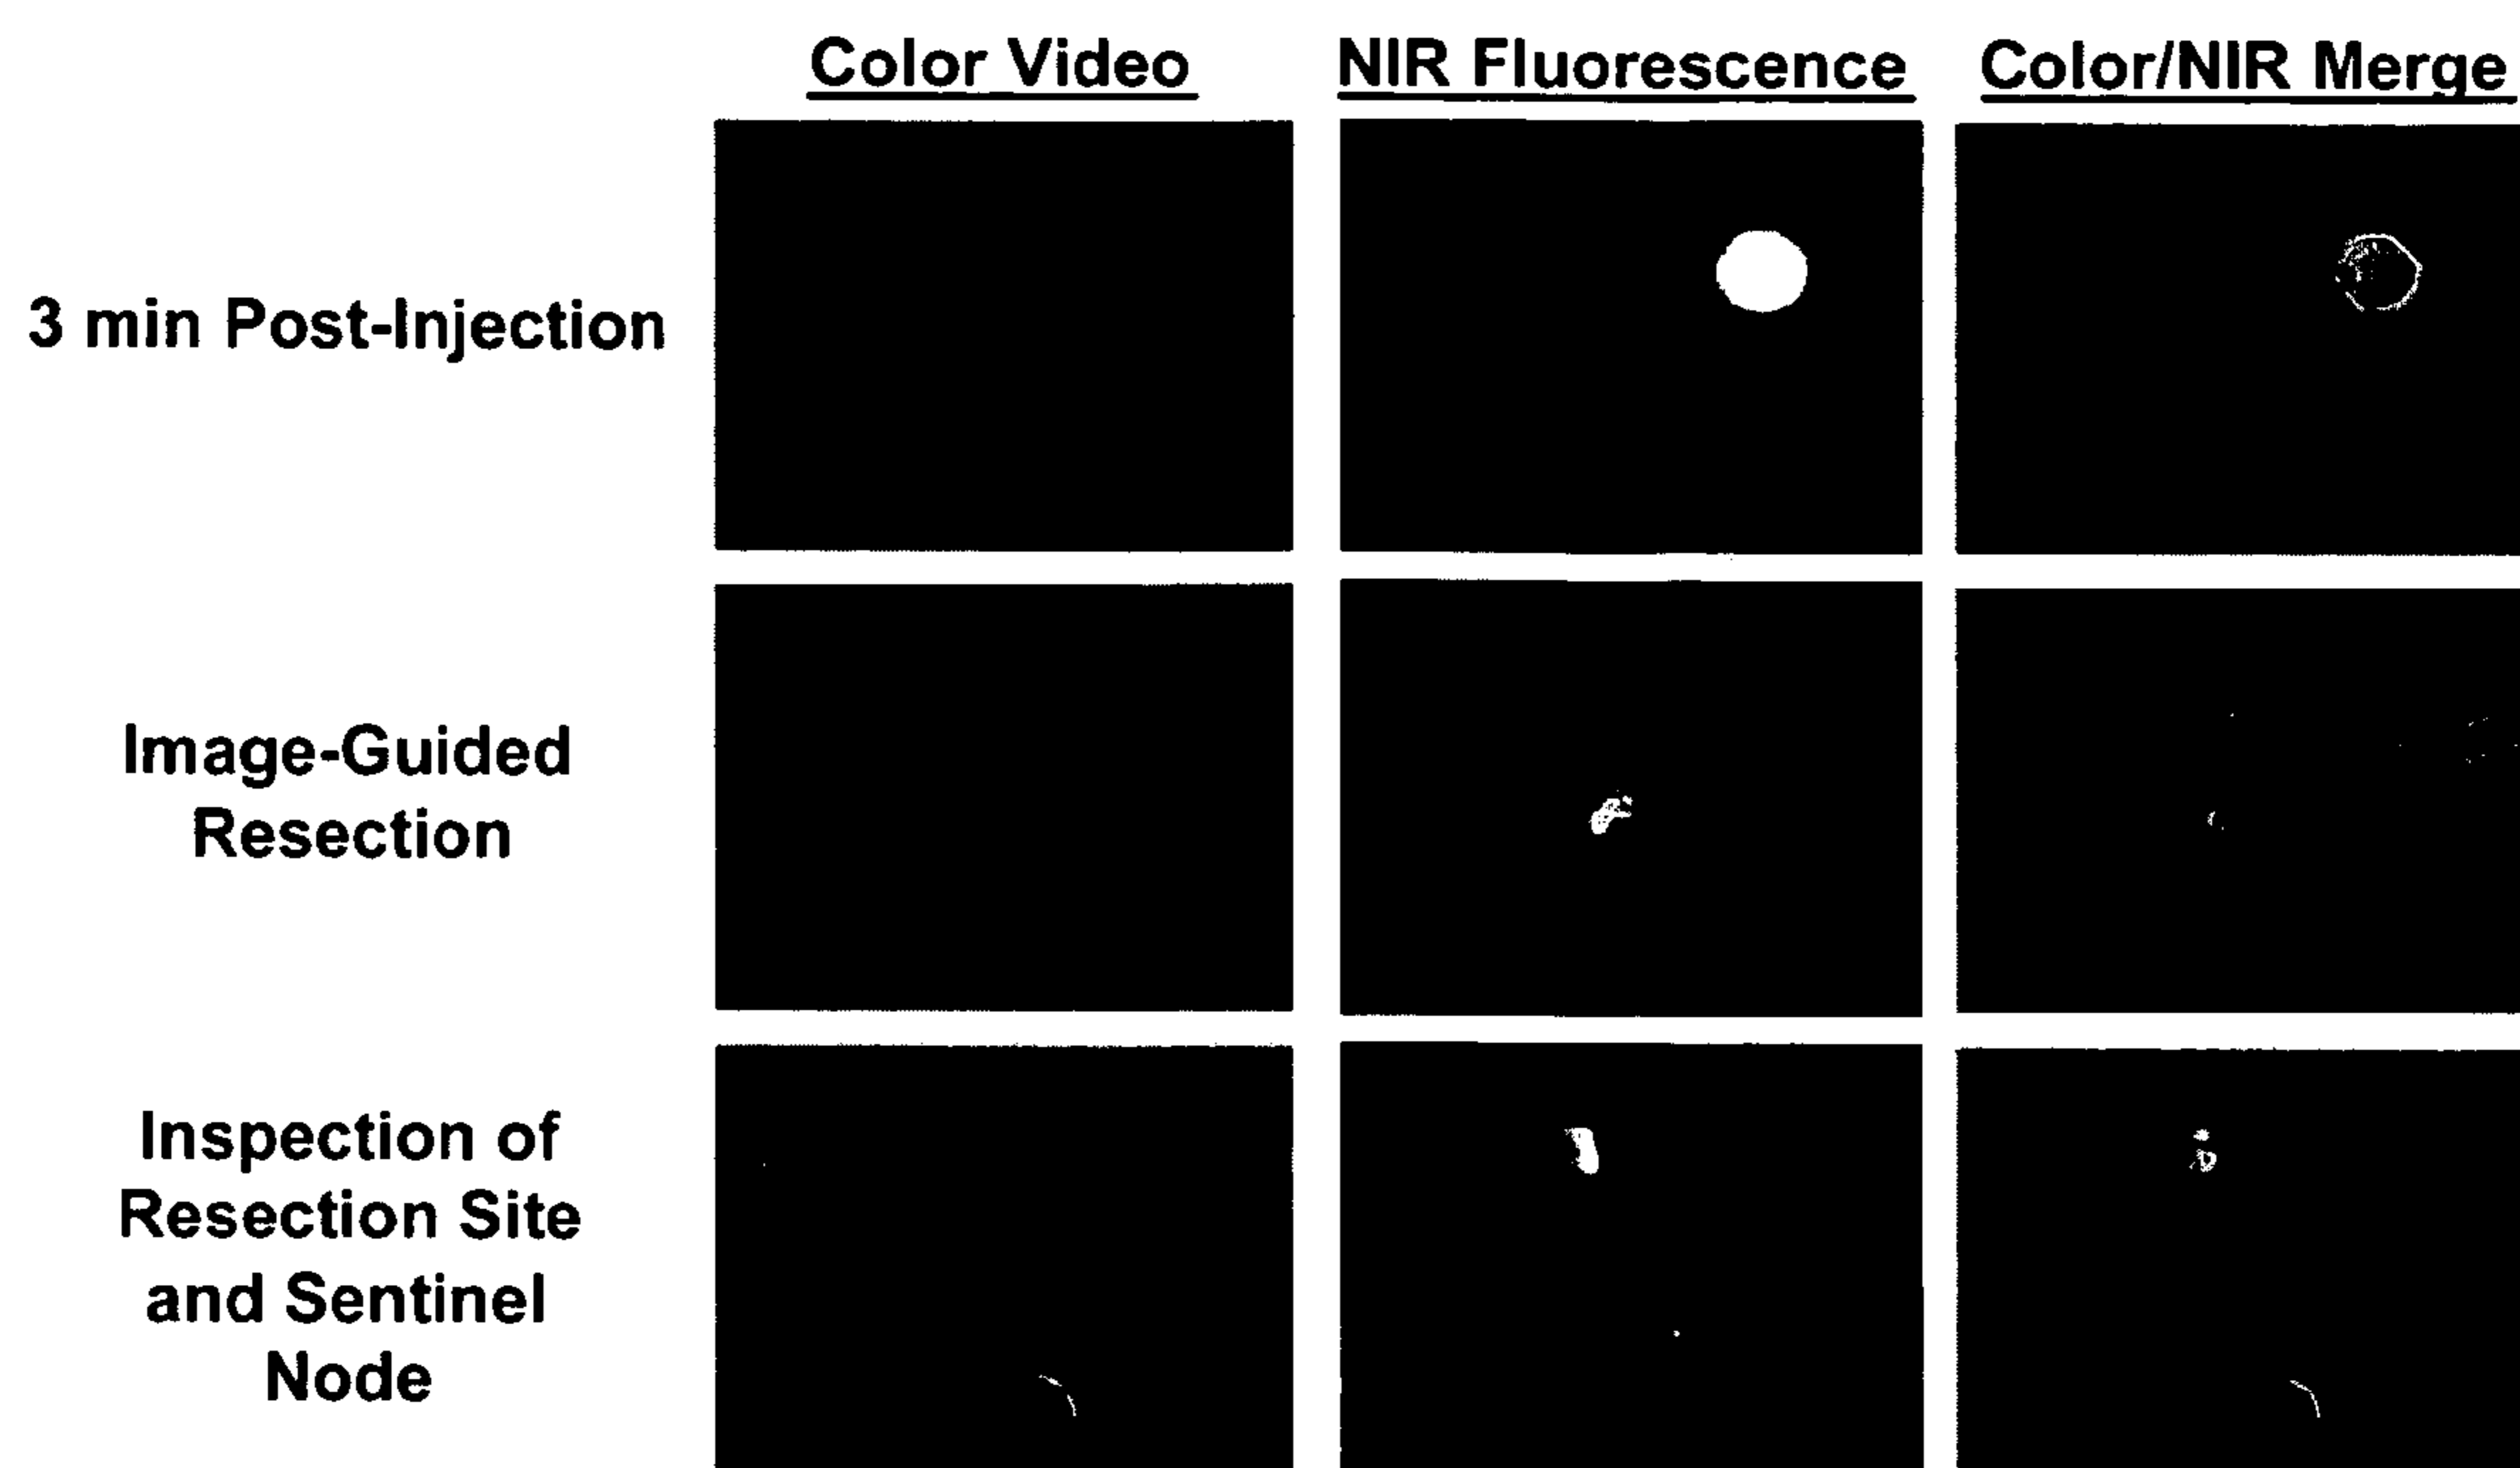 Color Video
NIR Fluorescence
Color/NIR Merge
3 min Post-Injection
Image-Guided
Resection
Inspection of
Resection Site
and Sentinel
Node